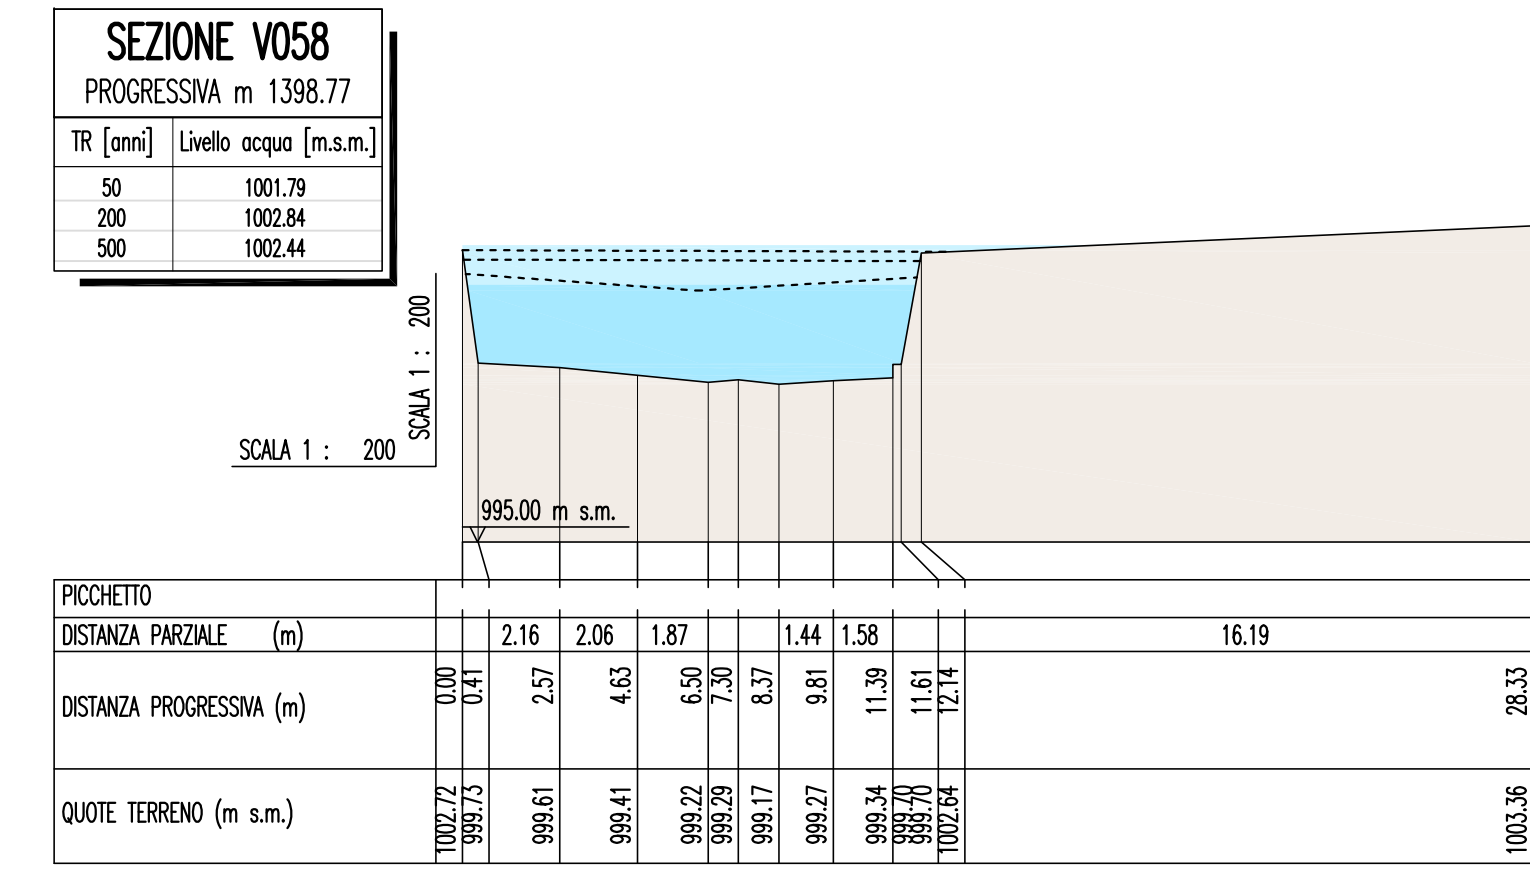 SEZIONE V058
PROGRESSIVA m 1398.77
TR [anni] Livello acqua [m.s.m.]
50 1001.79
200 1002.84
500 1002.44
SCALA 1 : 200
SCALA 1 : 200
995.00 m s.m.
PICCHETTO
DISTANZA PARZIALE (m) 2.16 2.06 1.87 1.44 1.58 16.19
DISTANZA PROGRESSIVA (m) 0.00 0.41 2.57 4.63 6.50 7.30 8.37 9.81 11.39 11.61 12.14 28.33
QUOTE TERRENO (m s.m.) 1002.72 999.73 999.61 999.41 999.22 999.29 999.17 999.27 999.34 999.70 999.70 1002.64 1003.36